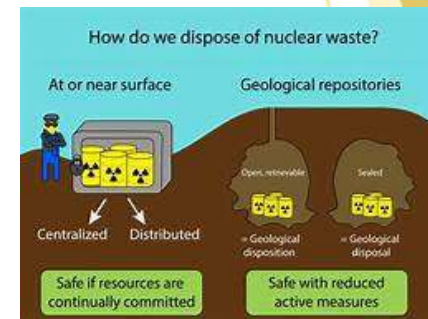 How do we dispose of nuclear waste?
At or near surface
Geological repositories
Open, retrievable
Sealed
Centralized
Distributed
= Geological
disposition
= Geological
disposal
Safe if resources are
continually committed
Safe with reduced
active measures